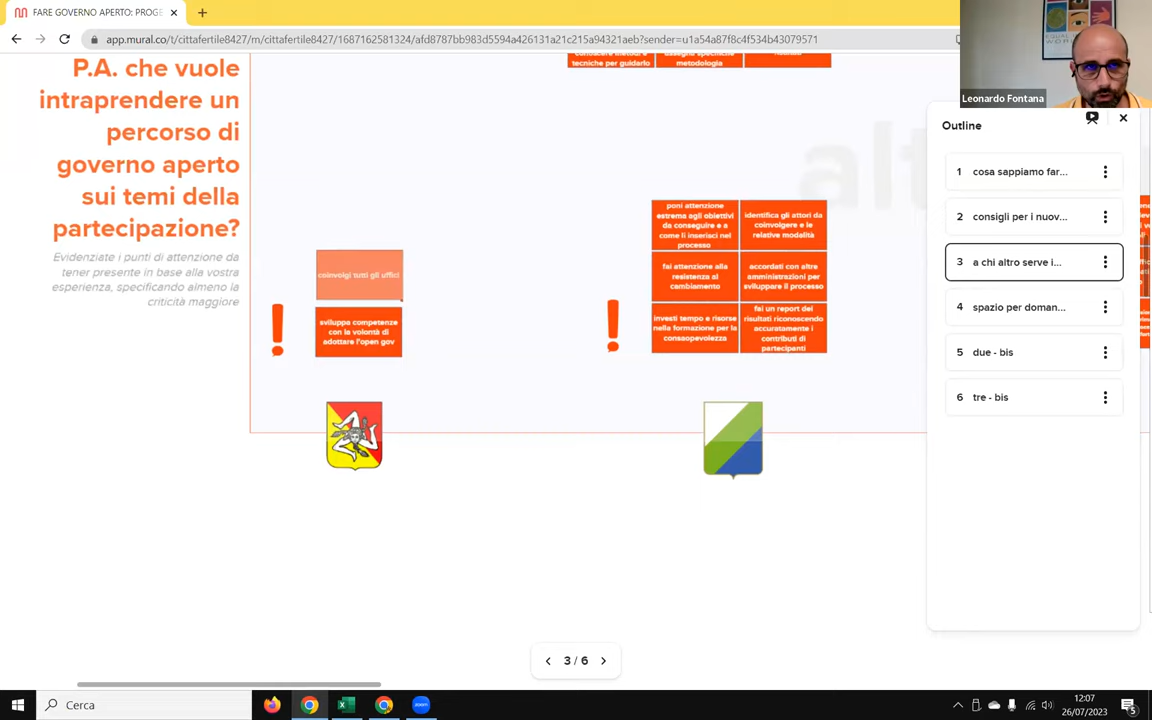 FARE GOVERNO APERTO: PROGE
app.mural.co/t/cittafertile8427/m/cittafertile8427/1687162581324/afd8787bb983d5594a426131a21c215a94321aeb?sender=u1a54a87f8c4f534b43079571
P.A. che vuole
intraprendere un
percorso di
governo aperto
sui temi della
partecipazione?
Evidenziate i punti di attenzione da
tener presente in base alla vostra
esperienza, specificando almeno la
criticità maggiore
tecniche per guidarlo
metodologia
alt
coinvolgi tutti gli uffici
!
sviluppa competenze
con la volontà di
adottare l'open gov
!
poni attenzione
estrema agli obiettivi
da conseguire e a
come li inserisci nel
processo
identifica gli attori da
coinvolgere e le
relative modalità
fai attenzione alla
resistenza al
cambiamento
accordati con altre
amministrazioni per
sviluppare il processo
investi tempo e risorse
nella formazione per la
consapevolezza
fai un report dei
risultati riconoscendo
accuratamente i
contributi di
partecipanti
Leonardo Fontana
Outline
1 cosa sappiamo far...
2 consigli per i nuov...
3 a chi altro serve i...
4 spazio per doman...
5 due - bis
6 tre - bis
3 / 6
Cerca
zoom
12:07
26/07/2023
5